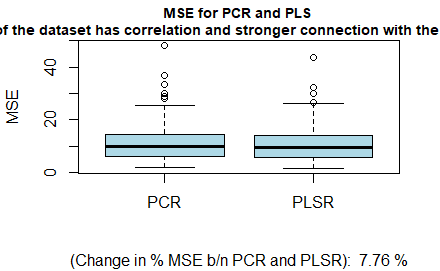 MSE for PCR and PLS
of the dataset has correlation and stronger connection with the
MSE
40
20
0
PCR
PLSR
(Change in % MSE b/n PCR and PLSR): 7.76 %